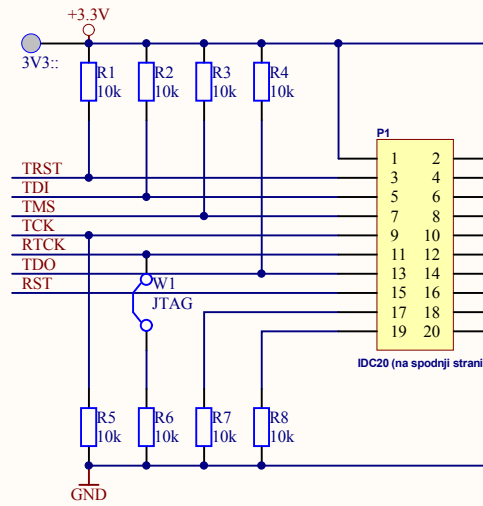 +3.3V
3V3::
R1 R2 R3 R4
10k 10k 10k 10k
P1
1 2
TRST 3 4
TDI 5 6
TMS 7 8
TCK 9 10
RTCK 11 12
TDO 13 14
RST 15 16
W1
JTAG
17 18
19 20
IDC20 (na spodnji strani
R5 R6 R7 R8
10k 10k 10k 10k
GND